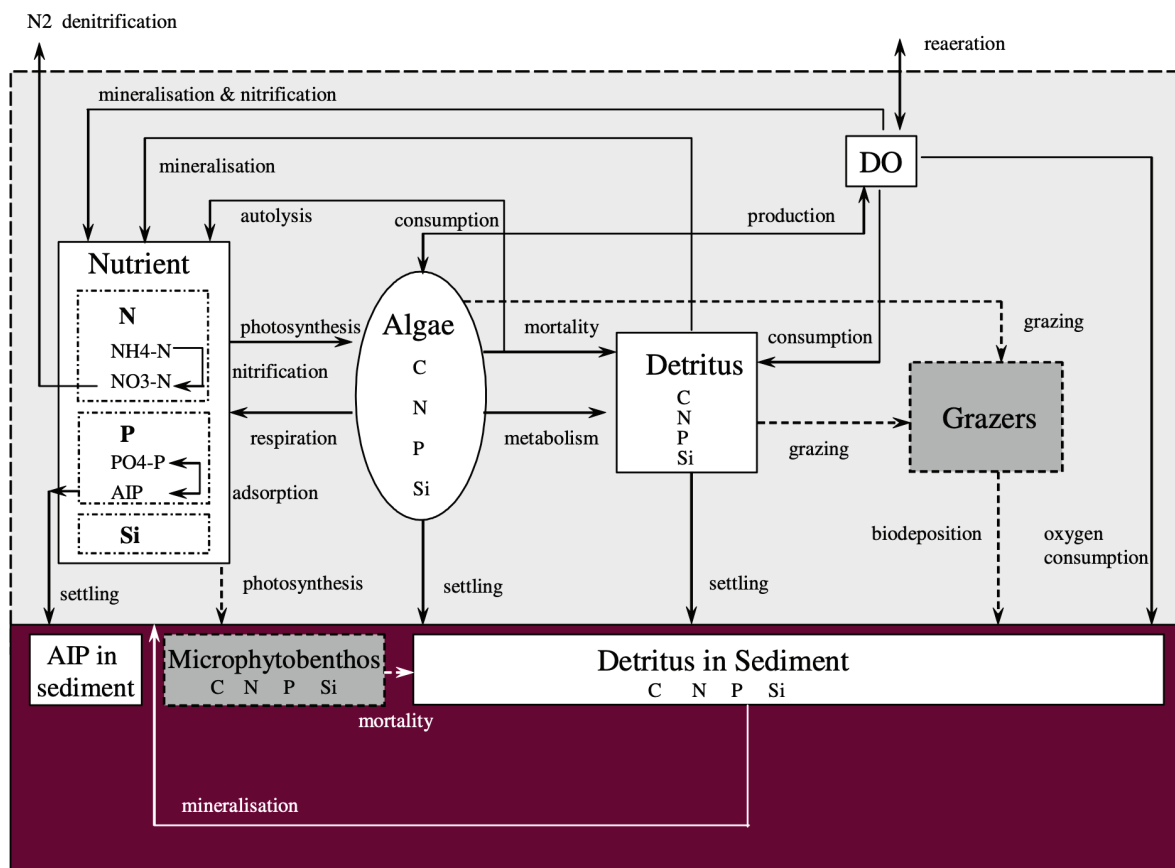 N2 denitrification
reaeration
mineralisation & nitrification
mineralisation
DO
autolysis
consumption
production
Nutrient
N
NH4-N
NO3-N
photosynthesis
nitrification
Algae
C
N
P
Si
mortality
consumption
grazing
Detritus
C
N
P
Si
Grazers
grazing
P
PO4-P
AIP
respiration
metabolism
adsorption
Si
biodeposition
oxygen
consumption
settling
photosynthesis
settling
settling
AIP in
sediment
Microphytobenthos
C N P Si
Detritus in Sediment
C N P Si
mortality
mineralisation